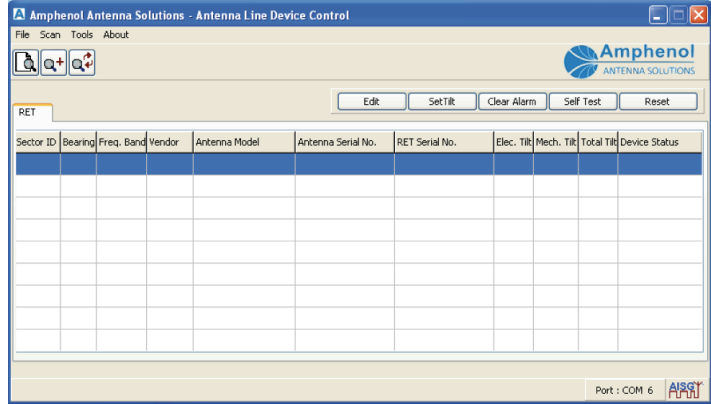 Amphenol Antenna Solutions - Antenna Line Device Control
File Scan Tools About
Amphenol
ANTENNA SOLUTIONS
Edit SetTilt Clear Alarm Self Test Reset
RET
Sector ID Bearing Freq. Band Vendor Antenna Model Antenna Serial No. RET Serial No. Elec. Tilt Mech. Tilt Total Tilt Device Status
Port : COM 6 AISG